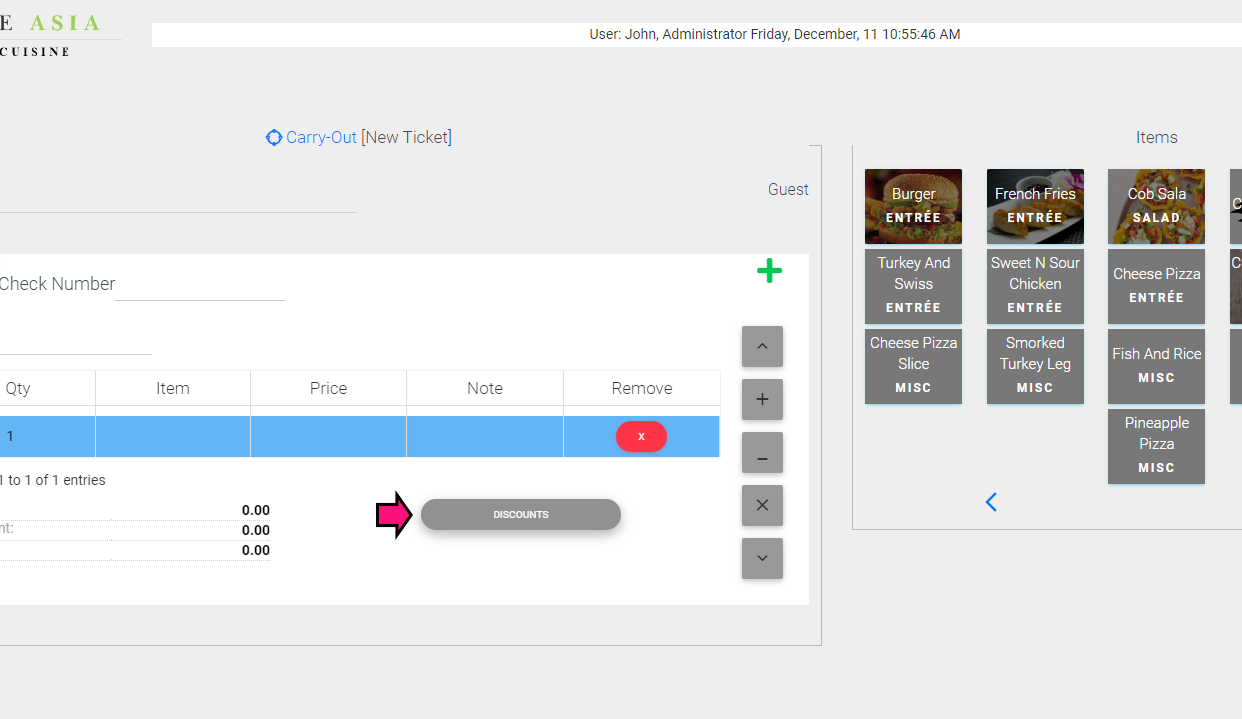 E ASIA
CUISINE
User: John, Administrator Friday, December, 11 10:55:46 AM
Carry-Out [New Ticket]
Guest
Check Number
Qty Item Price Note Remove
1 x
1 to 1 of 1 entries
0.00
nt: 0.00
0.00
DISCOUNTS
Items
Burger
ENTRÉE
French Fries
ENTRÉE
Cob Sala
SALAD
C
Turkey And
Swiss
ENTRÉE
Sweet N Sour
Chicken
ENTRÉE
Cheese Pizza
ENTRÉE
C
Cheese Pizza
Slice
MISC
Smorked
Turkey Leg
MISC
Fish And Rice
MISC
Pineapple
Pizza
MISC